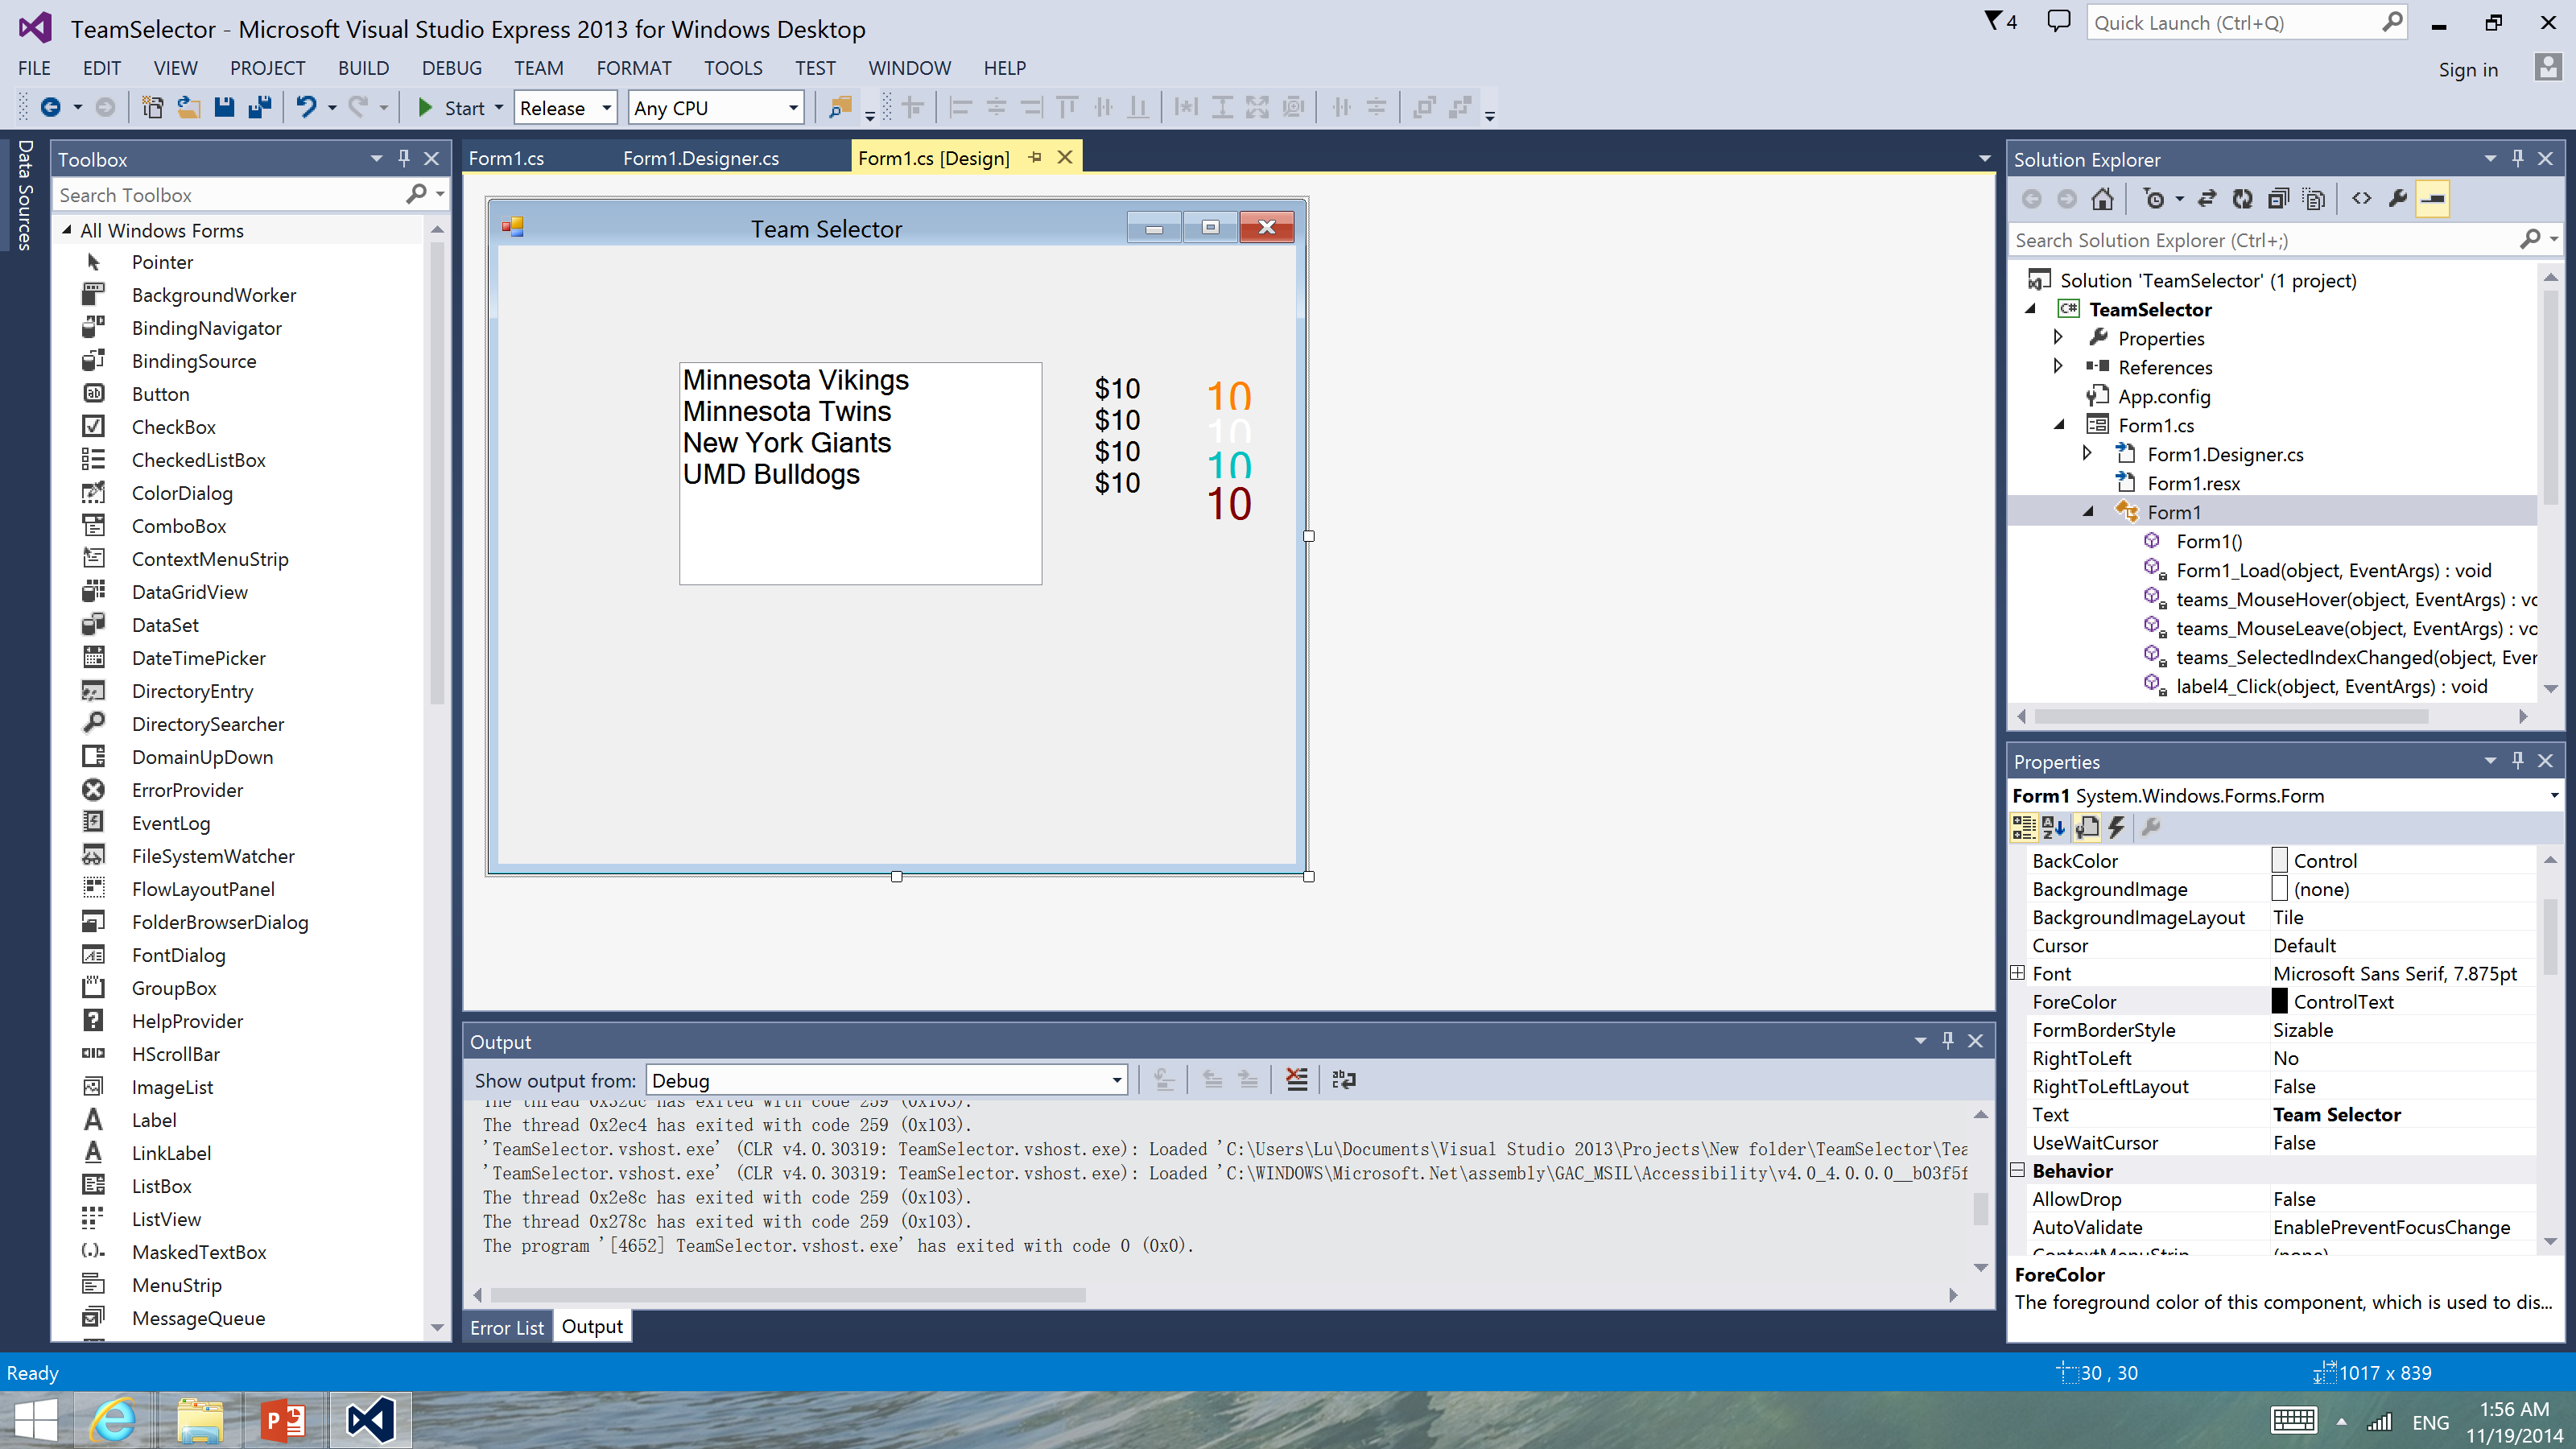 TeamSelector - Microsoft Visual Studio Express 2013 for Windows Desktop
4
Quick Launch (Ctrl+Q)
FILE EDIT VIEW PROJECT BUILD DEBUG TEAM FORMAT TOOLS TEST WINDOW HELP
Sign in
Start Release Any CPU
Data Sources
Toolbox
Search Toolbox
All Windows Forms
Pointer
BackgroundWorker
BindingNavigator
BindingSource
Button
CheckBox
CheckedListBox
ColorDialog
ComboBox
ContextMenuStrip
DataGridView
DataSet
DateTimePicker
DirectoryEntry
DirectorySearcher
DomainUpDown
ErrorProvider
EventLog
FileSystemWatcher
FlowLayoutPanel
FolderBrowserDialog
FontDialog
GroupBox
HelpProvider
HScrollBar
ImageList
Label
LinkLabel
ListBox
ListView
MaskedTextBox
MenuStrip
MessageQueue
Form1.cs Form1.Designer.cs Form1.cs [Design]
Team Selector
Minnesota Vikings $10 10
Minnesota Twins $10 10
New York Giants $10 10
UMD Bulldogs $10 10
Output
Show output from: Debug
The thread 0x32dc has exited with code 259 (0x103).
The thread 0x2ec4 has exited with code 259 (0x103).
'TeamSelector.vshost.exe' (CLR v4.0.30319: TeamSelector.vshost.exe): Loaded 'C:\Users\Lu\Documents\Visual Studio 2013\Projects\New folder\TeamSelector\Tea
'TeamSelector.vshost.exe' (CLR v4.0.30319: TeamSelector.vshost.exe): Loaded 'C:\WINDOWS\Microsoft.Net\assembly\GAC_MSIL\Accessibility\v4.0_4.0.0.0__b03f5f
The thread 0x2e8c has exited with code 259 (0x103).
The thread 0x278c has exited with code 259 (0x103).
The program '[4652] TeamSelector.vshost.exe' has exited with code 0 (0x0).
Error List Output
Solution Explorer
Search Solution Explorer (Ctrl+;)
Solution 'TeamSelector' (1 project)
C# TeamSelector
Properties
References
App.config
Form1.cs
Form1.Designer.cs
Form1.resx
Form1
Form1()
Form1_Load(object, EventArgs) : void
teams_MouseHover(object, EventArgs) : vo
teams_MouseLeave(object, EventArgs) : vo
teams_SelectedIndexChanged(object, Ever
label4_Click(object, EventArgs) : void
Properties
Form1 System.Windows.Forms.Form
BackColor Control
BackgroundImage (none)
BackgroundImageLayout Tile
Cursor Default
Font Microsoft Sans Serif, 7.875pt
ForeColor ControlText
FormBorderStyle Sizable
RightToLeft No
RightToLeftLayout False
Text Team Selector
UseWaitCursor False
Behavior
AllowDrop False
AutoValidate EnablePreventFocusChange
ContextMenuStrip (none)
ForeColor
The foreground color of this component, which is used to dis...
Ready
30 , 30
1017 x 839
ENG
1:56 AM
11/19/2014